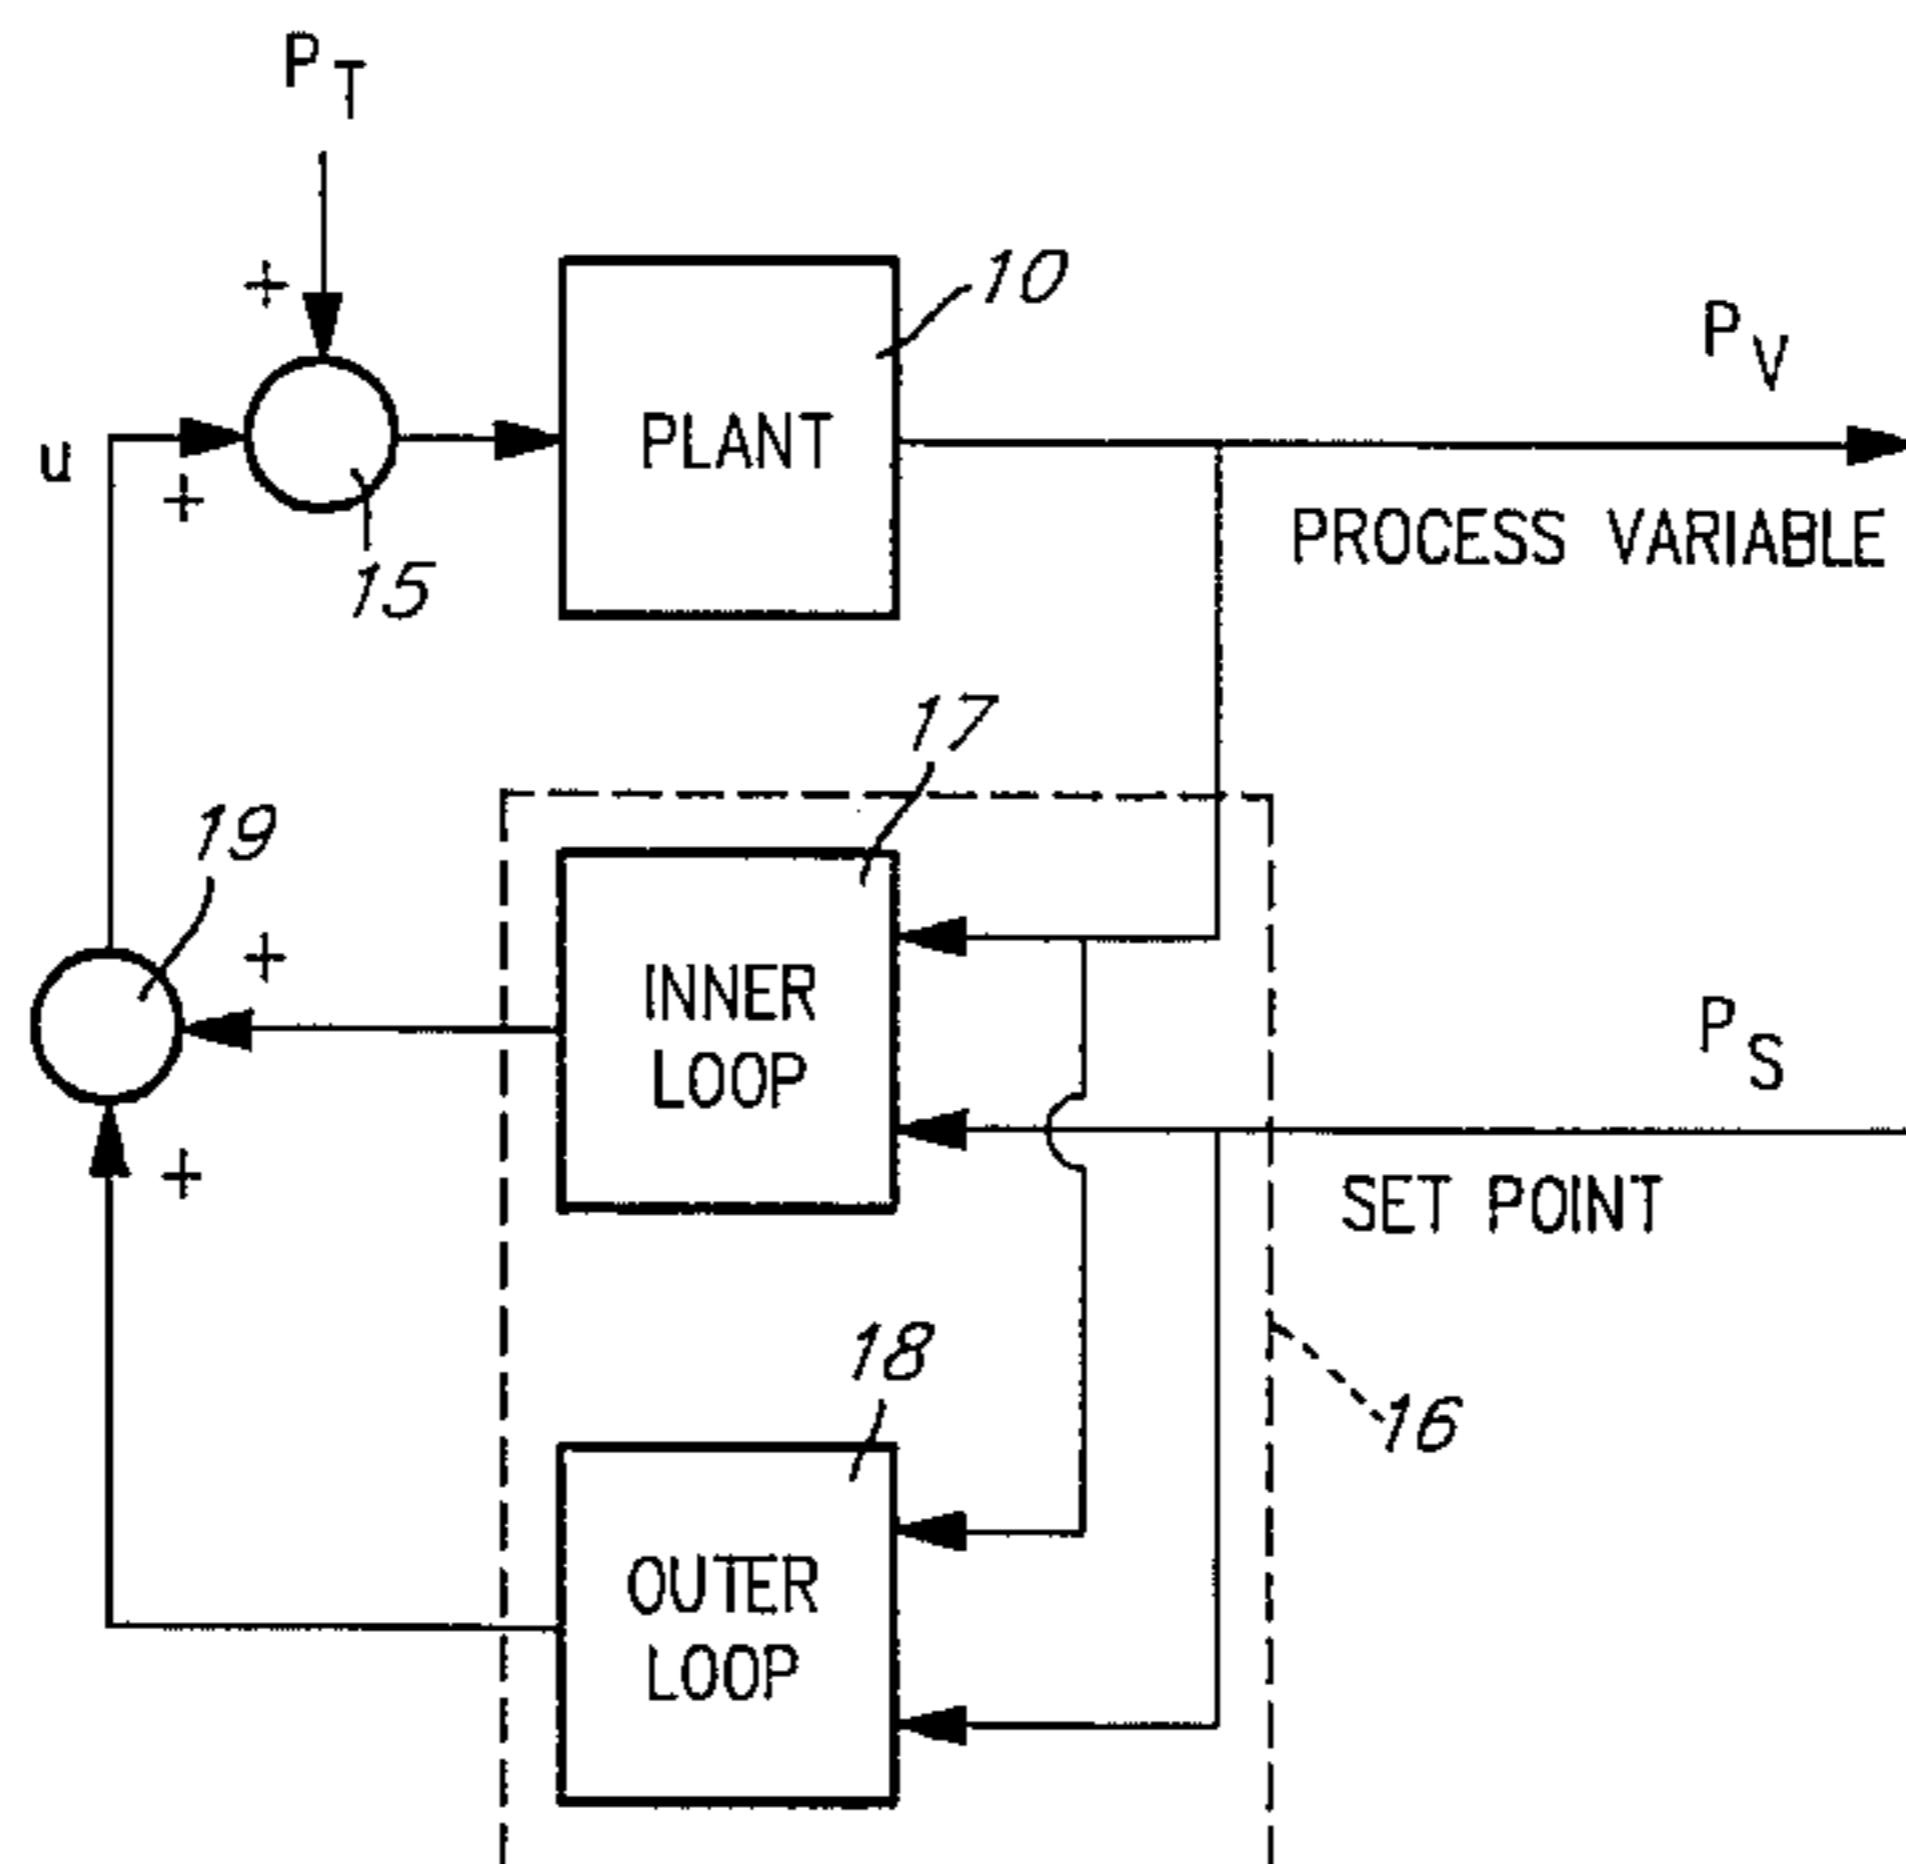 P_T
+
10
P_V
u
PLANT
+
PROCESS VARIABLE
15
17
19
+
INNER
LOOP
P_S
+
SET POINT
18
16
OUTER
LOOP